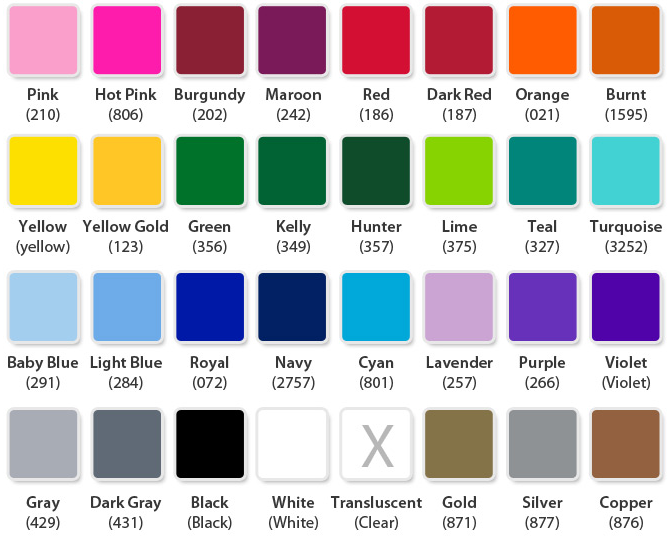 Pink Hot Pink Burgundy Maroon Red Dark Red Orange Burnt
(210) (806) (202) (242) (186) (187) (021) (1595)
Yellow Yellow Gold Green Kelly Hunter Lime Teal Turquoise
(yellow) (123) (356) (349) (357) (375) (327) (3252)
Baby Blue Light Blue Royal Navy Cyan Lavender Purple Violet
(291) (284) (072) (2757) (801) (257) (266) (Violet)
X
Gray Dark Gray Black White Transluscent Gold Silver Copper
(429) (431) (Black) (White) (Clear) (871) (877) (876)